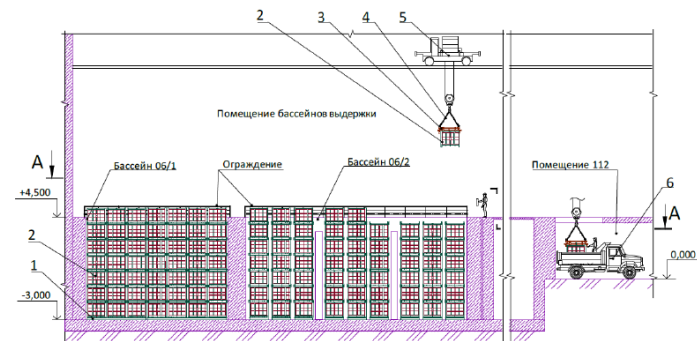 2 3 4 5
Помещение бассейнов выдержки
А
Бассейн 06/1
Ограждение
Бассейн 06/2
Помещение 112
6
+4,500
А
2
1
0,000
-3,000